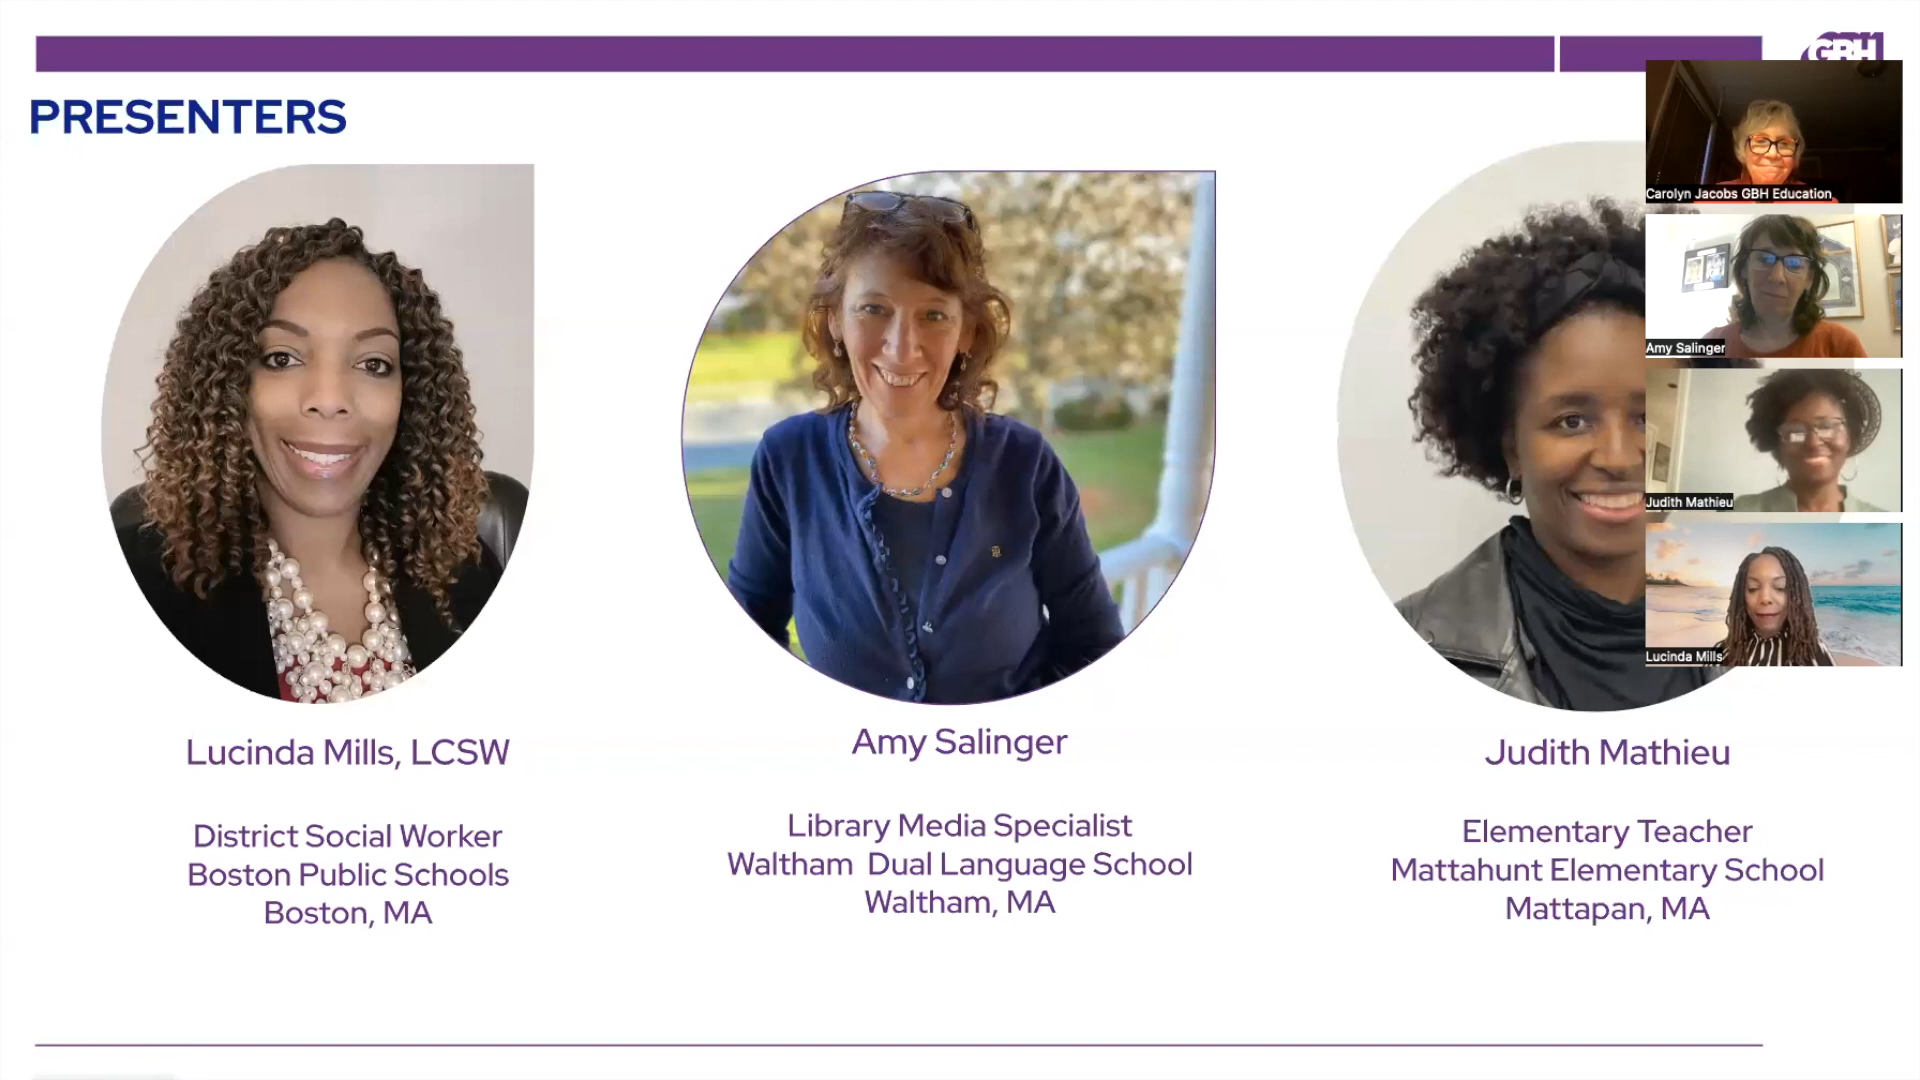 GBH
PRESENTERS
Carolyn Jacobs GBH Education
Amy Salinger
Judith Mathieu
Lucinda Mills
Lucinda Mills, LCSW
District Social Worker
Boston Public Schools
Boston, MA
Amy Salinger
Library Media Specialist
Waltham Dual Language School
Waltham, MA
Judith Mathieu
Elementary Teacher
Mattahunt Elementary School
Mattapan, MA